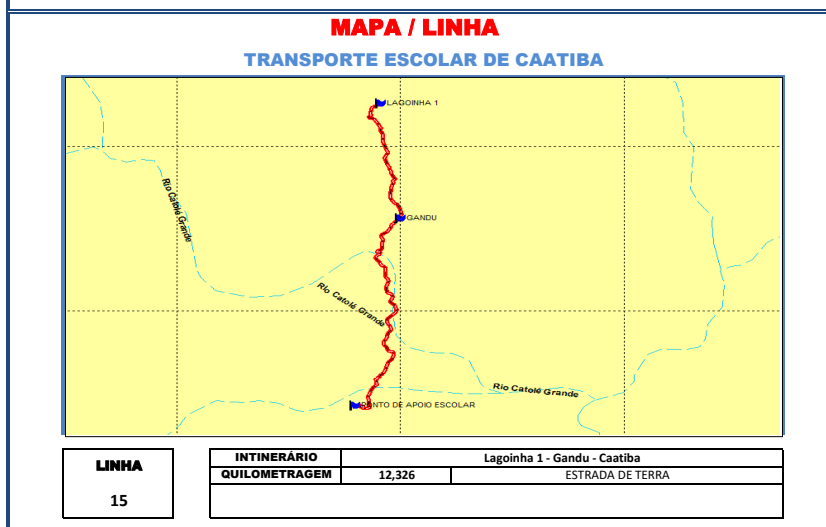 MAPA / LINHA
TRANSPORTE ESCOLAR DE CAATIBA
LAGOINHA 1
Rio Catolé Grande
GANDU
Rio Catolé Grande
Rio Catolé Grande
PONTO DE APOIO ESCOLAR
LINHA
15
INTINERÁRIO Lagoinha 1 - Gandu - Caatiba
QUILOMETRAGEM 12,326 ESTRADA DE TERRA